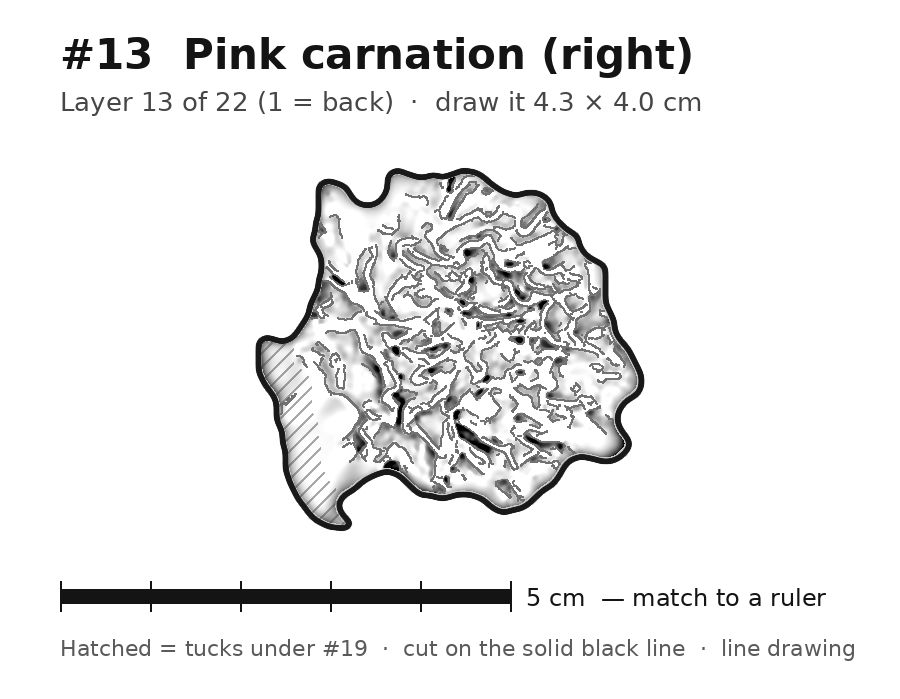 #13  Pink carnation (right)
Layer 13 of 22 (1 = back)  ·  draw it 4.3 × 4.0 cm
5 cm  — match to a ruler
Hatched = tucks under #19  ·  cut on the solid black line  ·  line drawing